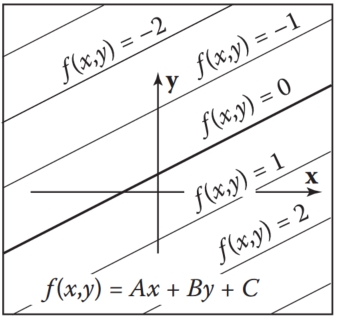 f(x,y) = -2
f(x,y) = -1
y
f(x,y) = 0
f(x,y) = 1
x
f(x,y) = 2
f(x,y) = Ax + By + C